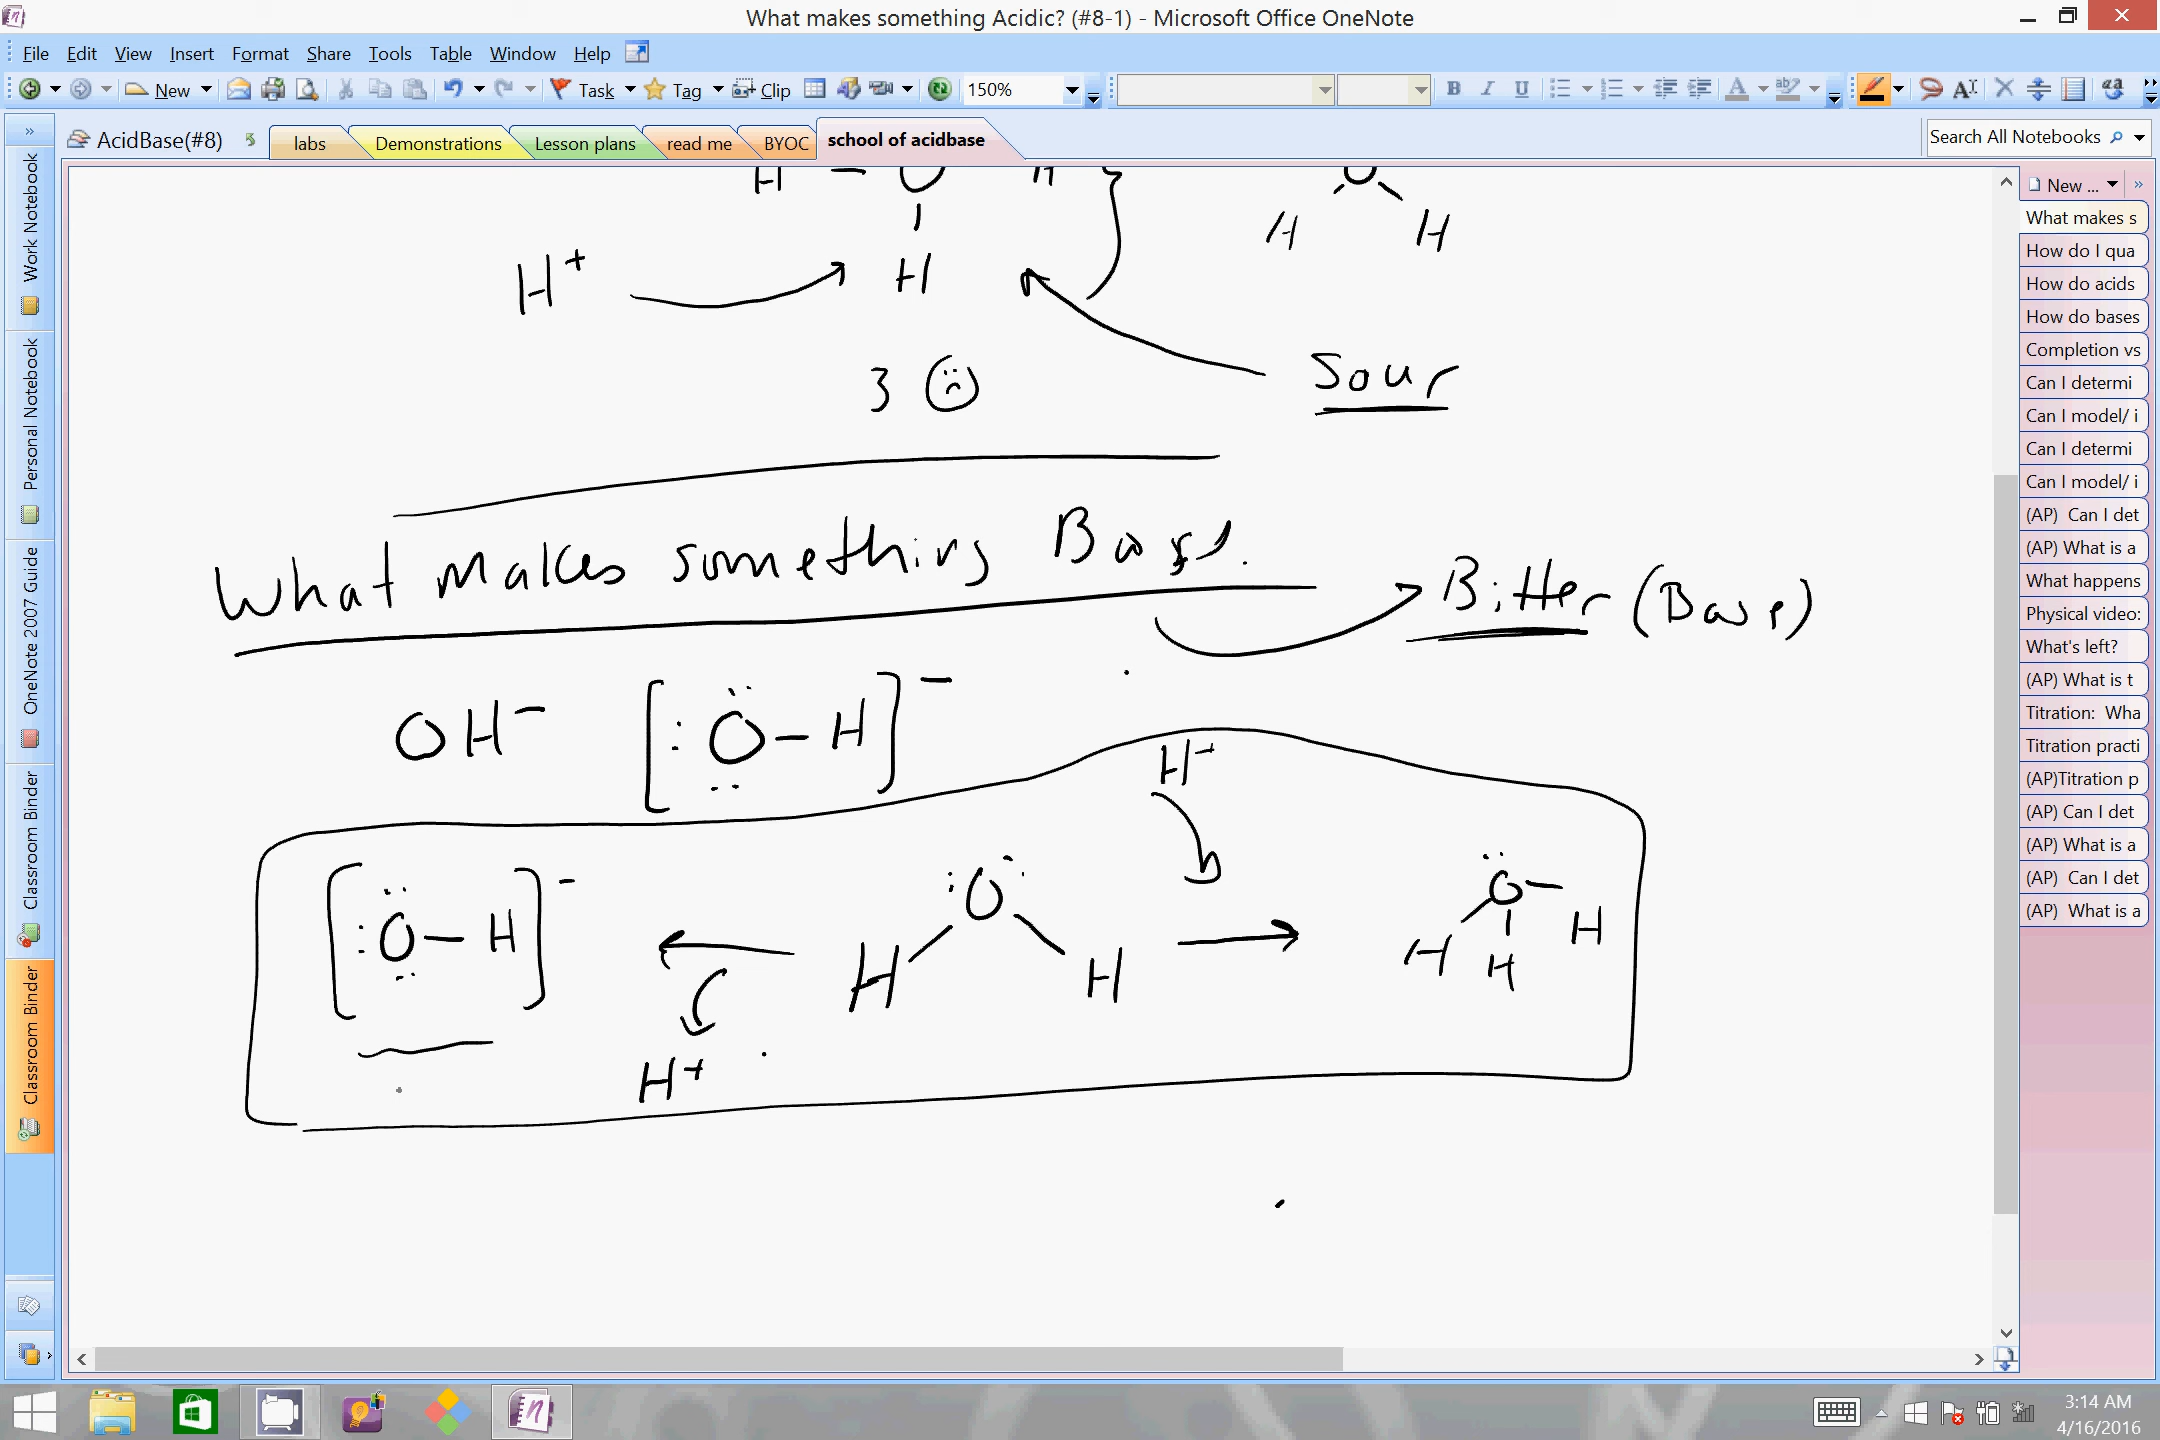 What makes something Acidic? (#8-1) - Microsoft Office OneNote
File Edit View Insert Format Share Tools Table Window Help
New Task Tag Clip 150% B I U
AcidBase(#8) labs Demonstrations Lesson plans read me BYOC school of acidbase Search All Notebooks
Work Notebook
Personal Notebook
OneNote 2007 Guide
Classroom Binder
Classroom Binder
H - O H } O
H H H
H+ H
3 Sour
What makes something Base.
Bitter (Base)
OH- [:O-H]-
H+
[:O-H]- :O: O
H H H H H
H+
New ...
What makes s
How do I qua
How do acids
How do bases
Completion vs
Can I determi
Can I model/ i
Can I determi
Can I model/ i
(AP) Can I det
(AP) What is a
What happens
Physical video:
What's left?
(AP) What is t
Titration: Wha
Titration practi
(AP)Titration p
(AP) Can I det
(AP) What is a
(AP) Can I det
(AP) What is a
3:14 AM
4/16/2016